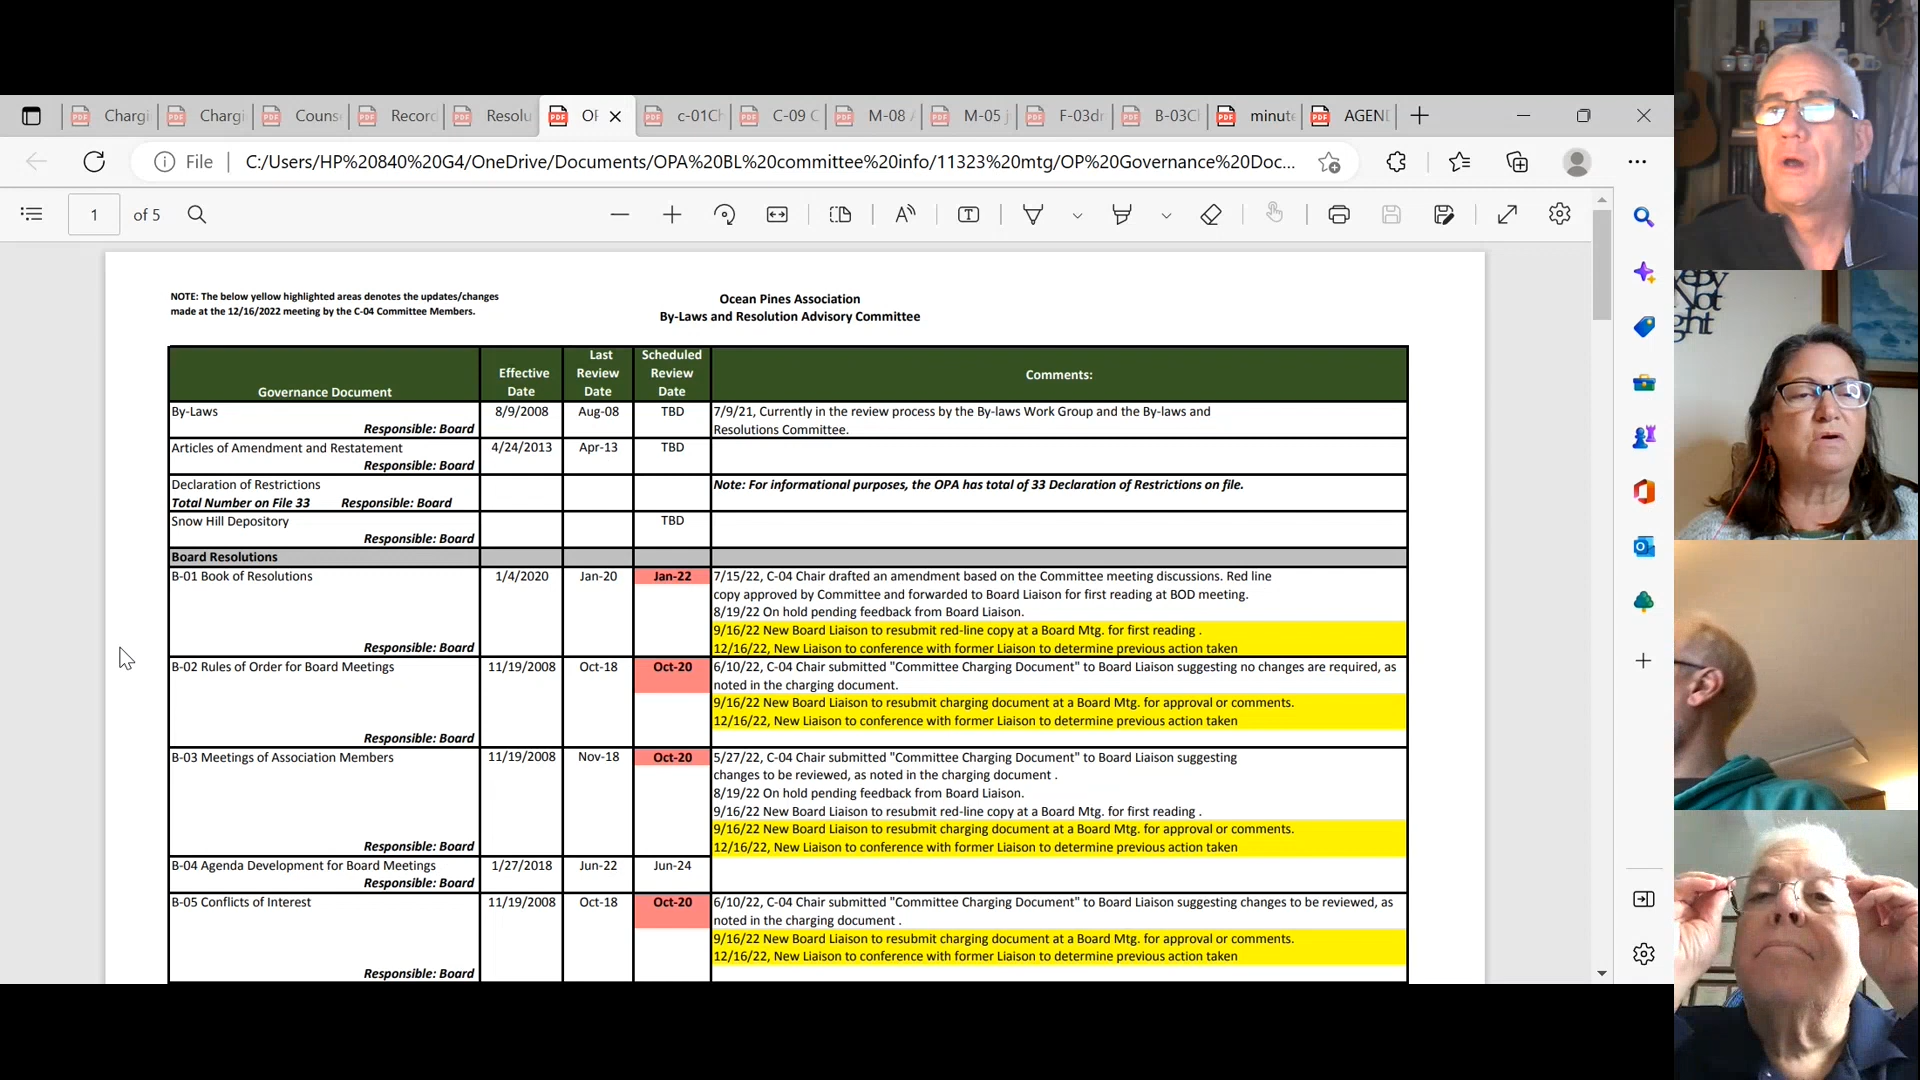 Chargi
Chargi
Couns
Record
Resolu
OF
c-01Ch
C-09 C
M-08
M-05
F-03dr
B-03Cl
minute
AGEN
File
C:/Users/HP%20840%20G4/OneDrive/Documents/OPA%20BL%20committee%20info/11323%20mtg/OP%20Governance%20Doc...
1 of 5
NOTE: The below yellow highlighted areas denotes the updates/changes
made at the 12/16/2022 meeting by the C-04 Committee Members.
Ocean Pines Association
By-Laws and Resolution Advisory Committee
Governance Document
Effective
Date
Last
Review
Date
Scheduled
Review
Date
Comments:
By-Laws
Responsible: Board
8/9/2008
Aug-08
TBD
7/9/21, Currently in the review process by the By-laws Work Group and the By-laws and
Resolutions Committee.
Articles of Amendment and Restatement
Responsible: Board
4/24/2013
Apr-13
TBD
Declaration of Restrictions
Total Number on File 33 Responsible: Board
Note: For informational purposes, the OPA has total of 33 Declaration of Restrictions on file.
Snow Hill Depository
Responsible: Board
TBD
Board Resolutions
B-01 Book of Resolutions
Responsible: Board
1/4/2020
Jan-20
Jan-22
7/15/22, C-04 Chair drafted an amendment based on the Committee meeting discussions. Red line
copy approved by Committee and forwarded to Board Liaison for first reading at BOD meeting.
8/19/22 On hold pending feedback from Board Liaison.
9/16/22 New Board Liaison to resubmit red-line copy at a Board Mtg. for first reading .
12/16/22, New Liaison to conference with former Liaison to determine previous action taken
B-02 Rules of Order for Board Meetings
Responsible: Board
11/19/2008
Oct-18
Oct-20
6/10/22, C-04 Chair submitted "Committee Charging Document" to Board Liaison suggesting no changes are required, as
noted in the charging document.
9/16/22 New Board Liaison to resubmit charging document at a Board Mtg. for approval or comments.
12/16/22, New Liaison to conference with former Liaison to determine previous action taken
B-03 Meetings of Association Members
Responsible: Board
11/19/2008
Nov-18
Oct-20
5/27/22, C-04 Chair submitted "Committee Charging Document" to Board Liaison suggesting
changes to be reviewed, as noted in the charging document .
8/19/22 On hold pending feedback from Board Liaison.
9/16/22 New Board Liaison to resubmit red-line copy at a Board Mtg. for first reading .
9/16/22 New Board Liaison to resubmit charging document at a Board Mtg. for approval or comments.
12/16/22, New Liaison to conference with former Liaison to determine previous action taken
B-04 Agenda Development for Board Meetings
Responsible: Board
1/27/2018
Jun-22
Jun-24
B-05 Conflicts of Interest
Responsible: Board
11/19/2008
Oct-18
Oct-20
6/10/22, C-04 Chair submitted "Committee Charging Document" to Board Liaison suggesting changes to be reviewed, as
noted in the charging document .
9/16/22 New Board Liaison to resubmit charging document at a Board Mtg. for approval or comments.
12/16/22, New Liaison to conference with former Liaison to determine previous action taken
Not